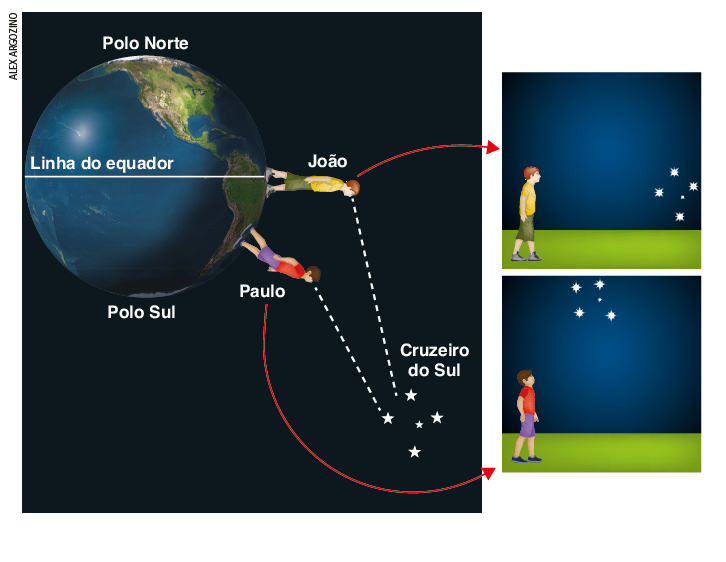 ALEX ARGOZINO
Polo Norte
Linha do equador
João
Paulo
Polo Sul
Cruzeiro
do Sul